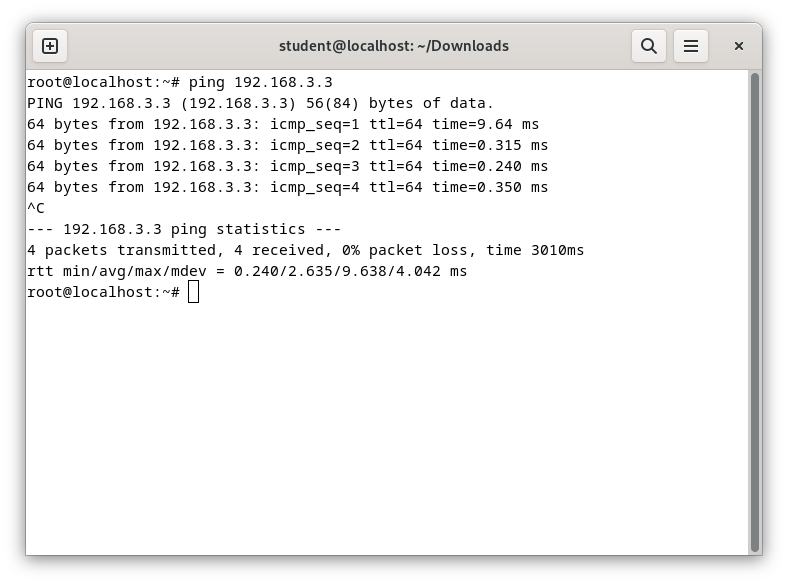 student@localhost: ~/Downloads
root@localhost:~# ping 192.168.3.3
PING 192.168.3.3 (192.168.3.3) 56(84) bytes of data.
64 bytes from 192.168.3.3: icmp_seq=1 ttl=64 time=9.64 ms
64 bytes from 192.168.3.3: icmp_seq=2 ttl=64 time=0.315 ms
64 bytes from 192.168.3.3: icmp_seq=3 ttl=64 time=0.240 ms
64 bytes from 192.168.3.3: icmp_seq=4 ttl=64 time=0.350 ms
^C
--- 192.168.3.3 ping statistics ---
4 packets transmitted, 4 received, 0% packet loss, time 3010ms
rtt min/avg/max/mdev = 0.240/2.635/9.638/4.042 ms
root@localhost:~#